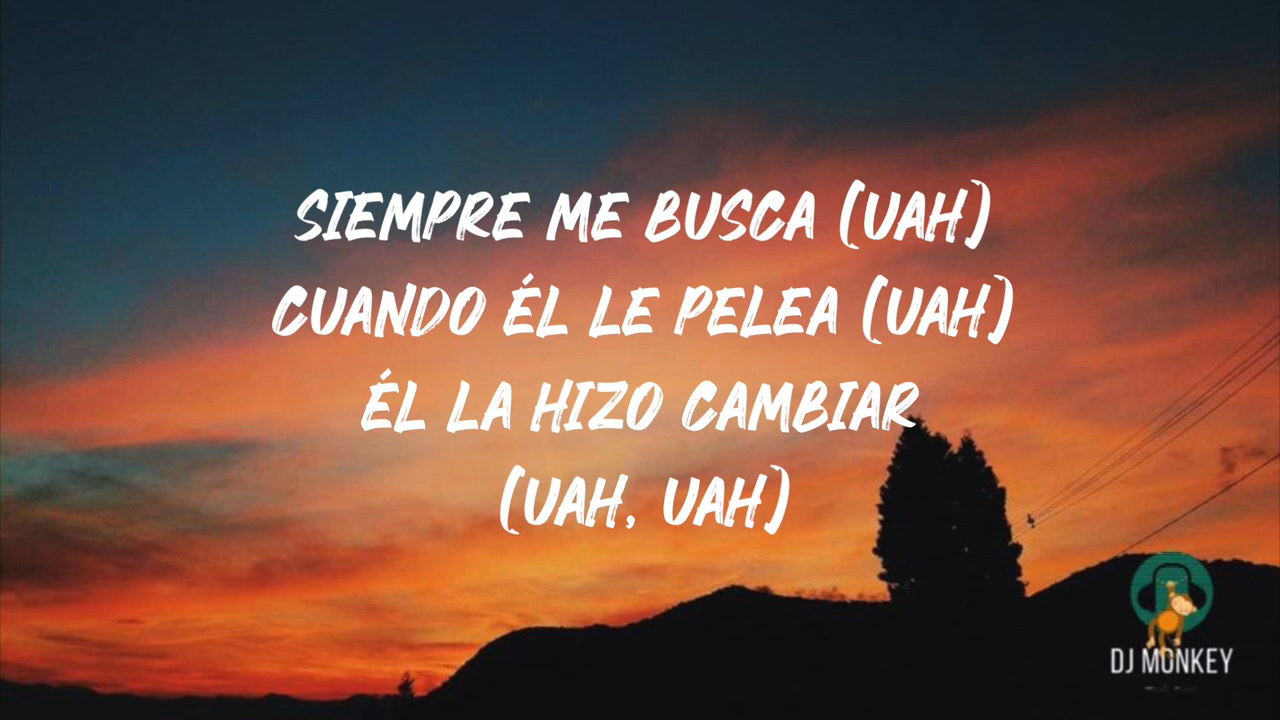 SIEMPRE ME BUSCA (UAH)
CUANDO ÉL LE PELEA (UAH)
ÉL LA HIZO CAMBIAR
(UAH, UAH)
DJ MONKEY